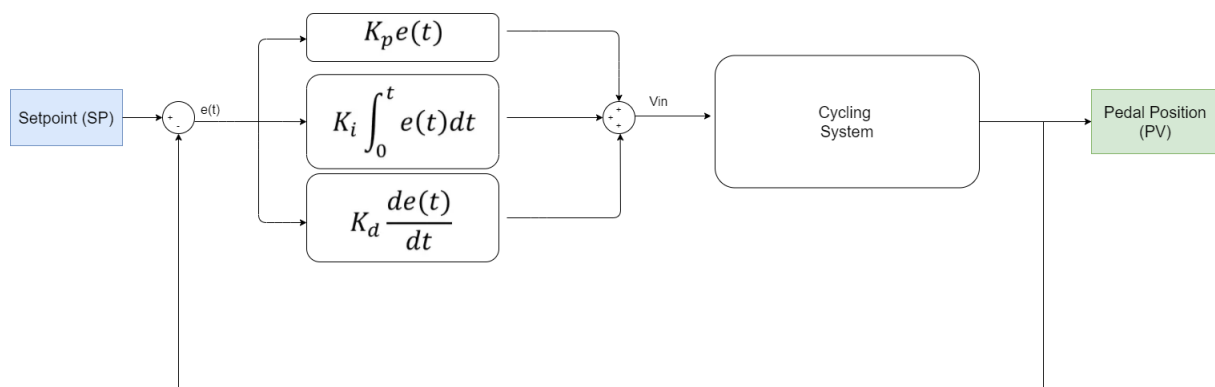 Setpoint (SP)
+
-
e(t)
K_p e(t)
K_i ∫_0^t e(t)dt
K_d de(t)/dt
+
+
+
Vin
Cycling
System
Pedal Position
(PV)